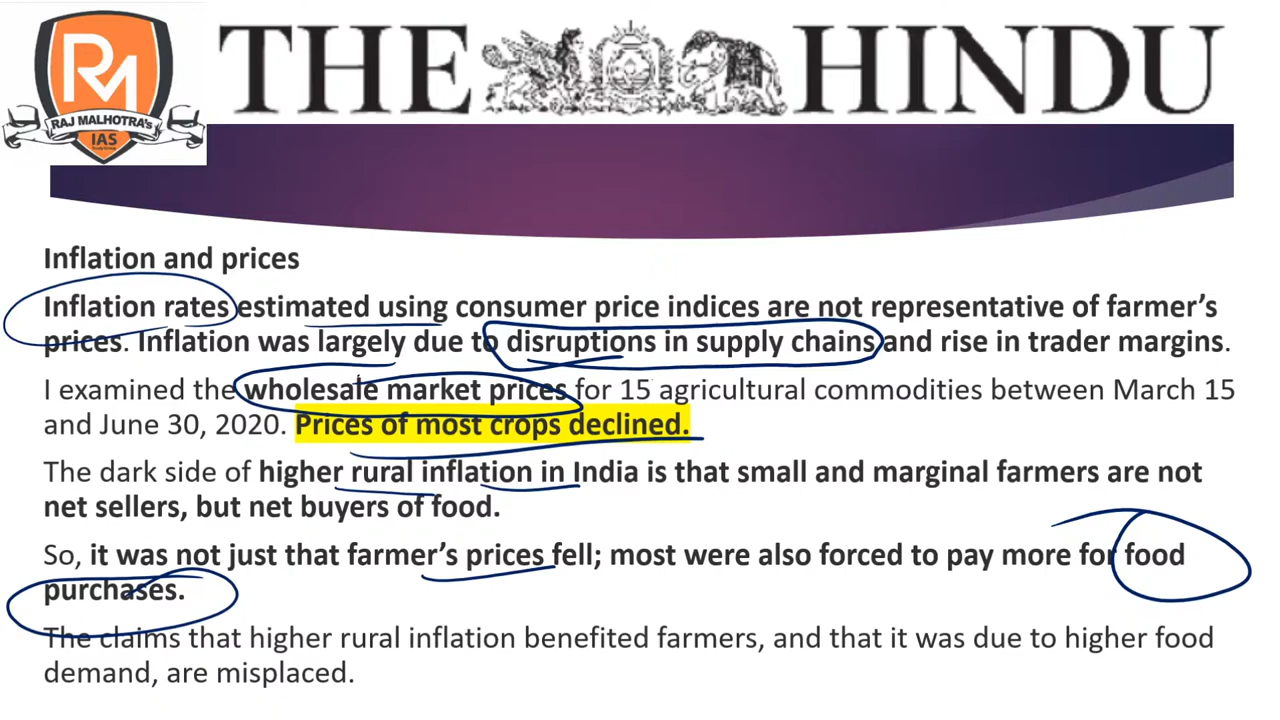 RM
RAJ MALHOTRA'S
IAS
THE HINDU
Inflation and prices
Inflation rates estimated using consumer price indices are not representative of farmer's
prices. Inflation was largely due to disruptions in supply chains and rise in trader margins.
I examined the wholesale market prices for 15 agricultural commodities between March 15
and June 30, 2020. Prices of most crops declined.
The dark side of higher rural inflation in India is that small and marginal farmers are not
net sellers, but net buyers of food.
So, it was not just that farmer's prices fell; most were also forced to pay more for food
purchases.
The claims that higher rural inflation benefited farmers, and that it was due to higher food
demand, are misplaced.